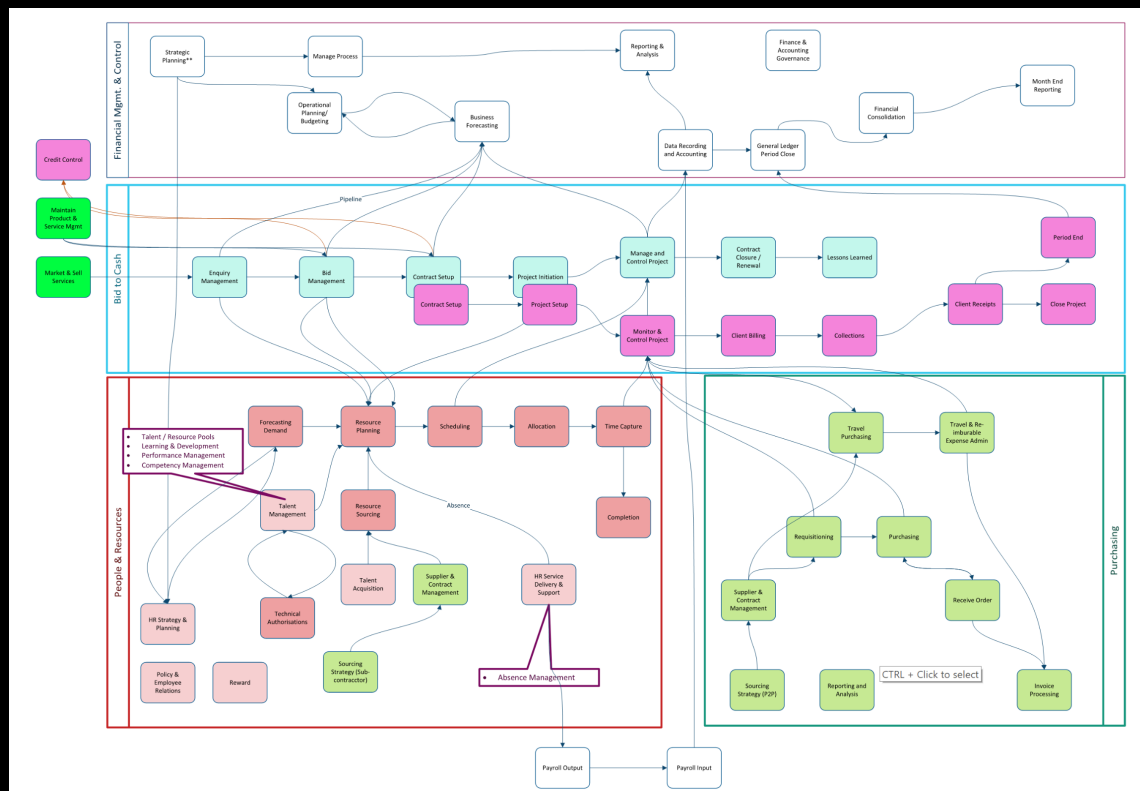 Financial Mgmt. & Control
Strategic
Planning**
Manage Process
Reporting &
Analysis
Finance &
Accounting
Governance
Month End
Reporting
Operational
Planning/
Budgeting
Business
Forecasting
Financial
Consolidation
Data Recording
and Accounting
General Ledger
Period Close
Credit Control
Maintain
Product &
Service Mgmt
Market & Sell
Services
Bid to Cash
Pipeline
Enquiry
Management
Bid
Management
Contract Setup
Project Initiation
Contract Setup
Project Setup
Manage and
Control Project
Contract
Closure /
Renewal
Lessons Learned
Period End
Monitor &
Control Project
Client Billing
Collections
Client Receipts
Close Project
People & Resources
Forecasting
Demand
Resource
Planning
Scheduling
Allocation
Time Capture
• Talent / Resource Pools
• Learning & Development
• Performance Management
• Competency Management
Talent
Management
Resource
Sourcing
Absence
Completion
Talent
Acquisition
Supplier &
Contract
Management
HR Service
Delivery &
Support
HR Strategy &
Planning
Technical
Authorisations
Policy &
Employee
Relations
Reward
Sourcing
Strategy (Sub-
contracctor)
• Absence Management
Purchasing
Travel
Purchasing
Travel & Re-
imburable
Expense Admin
Requisitioning
Purchasing
Supplier &
Contract
Management
Receive Order
Sourcing
Strategy (P2P)
Reporting and
Analysis
CTRL + Click to select
Invoice
Processing
Payroll Output
Payroll Input